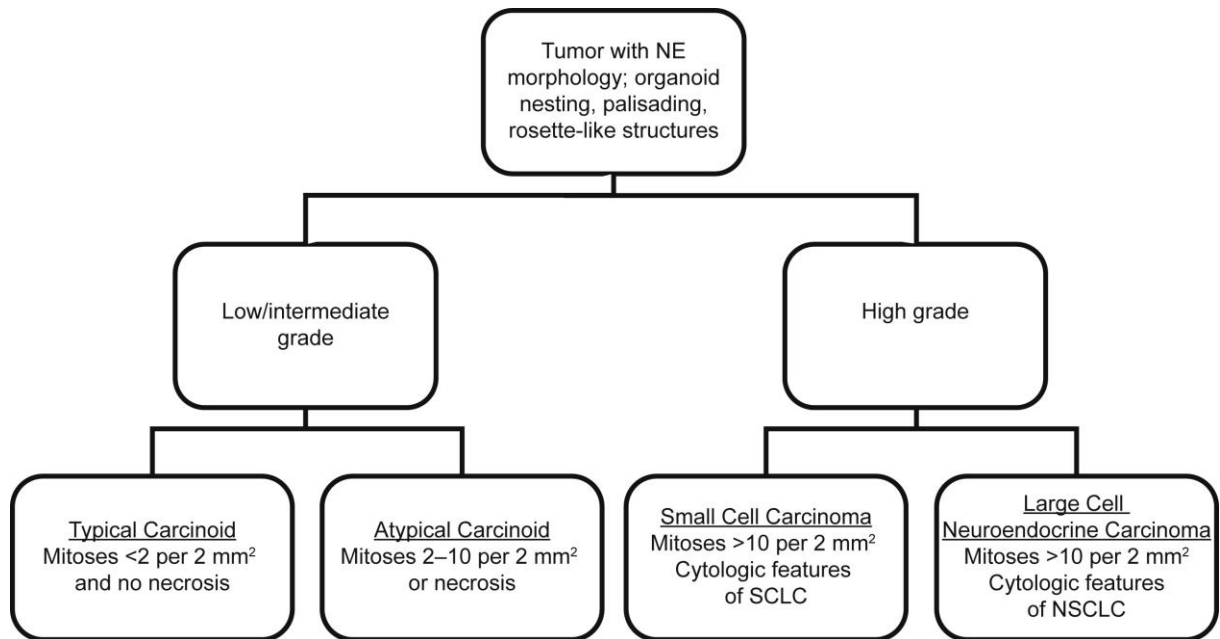 Tumor with NE
morphology; organoid
nesting, palisading,
rosette-like structures
Low/intermediate
grade
High grade
Typical Carcinoid
Mitoses <2 per 2 mm²
and no necrosis
Atypical Carcinoid
Mitoses 2–10 per 2 mm²
or necrosis
Small Cell Carcinoma
Mitoses >10 per 2 mm²
Cytologic features
of SCLC
Large Cell
Neuroendocrine Carcinoma
Mitoses >10 per 2 mm²
Cytologic features
of NSCLC